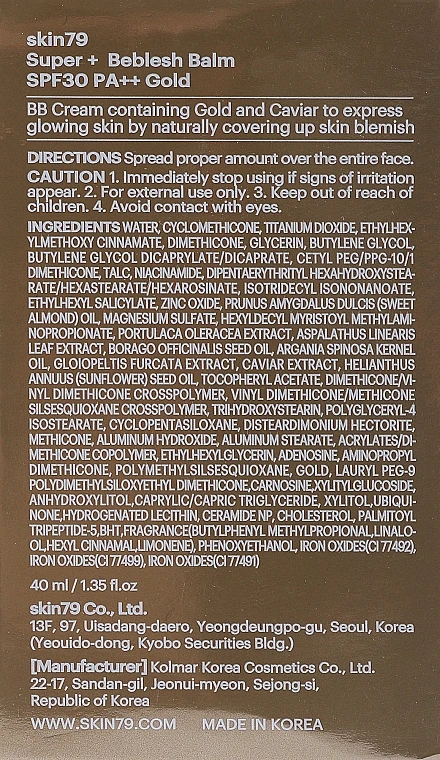 skin79
Super + Beblesh Balm
SPF30 PA++ Gold
BB Cream containing Gold and Caviar to express
glowing skin by naturally covering up skin blemish
DIRECTIONS Spread proper amount over the entire face.
CAUTION 1. Immediately stop using if signs of irritation
appear. 2. For external use only. 3. Keep out of reach of
children. 4. Avoid contact with eyes.
INGREDIENTS WATER, CYCLOMETHICONE, TITANIUM DIOXIDE, ETHYLHEX-
YLMETHOXY CINNAMATE, DIMETHICONE, GLYCERIN, BUTYLENE GLYCOL,
BUTYLENE GLYCOL DICAPRYLATE/DICAPRATE, CETYL PEG/PPG-10/1
DIMETHICONE, TALC, NIACINAMIDE, DIPENTAERYTHRITYL HEXAHYDROXYSTEA-
RATE/HEXASTEARATE/HEXAROSINATE, ISOTRIDECYL ISONONANOATE,
ETHYLHEXYL SALICYLATE, ZINC OXIDE, PRUNUS AMYGDALUS DULCIS (SWEET
ALMOND) OIL, MAGNESIUM SULFATE, HEXYLDECYL MYRISTOYL METHYLAMI-
NOPROPIONATE, PORTULACA OLERACEA EXTRACT, ASPALATHUS LINEARIS
LEAF EXTRACT, BORAGO OFFICINALIS SEED OIL, ARGANIA SPINOSA KERNEL
OIL, GLOIOPELTIS FURCATA EXTRACT, CAVIAR EXTRACT, HELIANTHUS
ANNUUS (SUNFLOWER) SEED OIL, TOCOPHERYL ACETATE, DIMETHICONE/VI-
NYL DIMETHICONE CROSSPOLYMER, VINYL DIMETHICONE/METHICONE
SILSESQUIOXANE CROSSPOLYMER, TRIHYDROXYSTEARIN, POLYGLYCERYL-4
ISOSTEARATE, CYCLOPENTASILOXANE, DISTEARDIMONIUM HECTORITE,
METHICONE, ALUMINUM HYDROXIDE, ALUMINUM STEARATE, ACRYLATES/DI-
METHICONE COPOLYMER, ETHYLHEXYLGLYCERIN, ADENOSINE, AMINOPROPYL
DIMETHICONE, POLYMETHYLSILSESQUIOXANE, GOLD, LAURYL PEG-9
POLYDIMETHYLSILOXYETHYL DIMETHICONE,CARNOSINE,XYLITYLGLUCOSIDE,
ANHYDROXYLITOL,CAPRYLIC/CAPRIC TRIGLYCERIDE, XYLITOL,UBIQUI-
NONE,HYDROGENATED LECITHIN, CERAMIDE NP, CHOLESTEROL, PALMITOYL
TRIPEPTIDE-5,BHT,FRAGRANCE(BUTYLPHENYL METHYLPROPIONAL,LINALO-
OL,HEXYL CINNAMAL,LIMONENE), PHENOXYETHANOL, IRON OXIDES(CI 77492),
IRON OXIDES(CI 77499), IRON OXIDES(CI 77491)
40 ml / 1.35 fl.oz
skin79 Co., Ltd.
13F, 97, Uisadang-daero, Yeongdeungpo-gu, Seoul, Korea
(Yeouido-dong, Kyobo Securities Bldg.)
[Manufacturer] Kolmar Korea Cosmetics Co., Ltd.
22-17, Sandan-gil, Jeonui-myeon, Sejong-si,
Republic of Korea
WWW.SKIN79.COM MADE IN KOREA